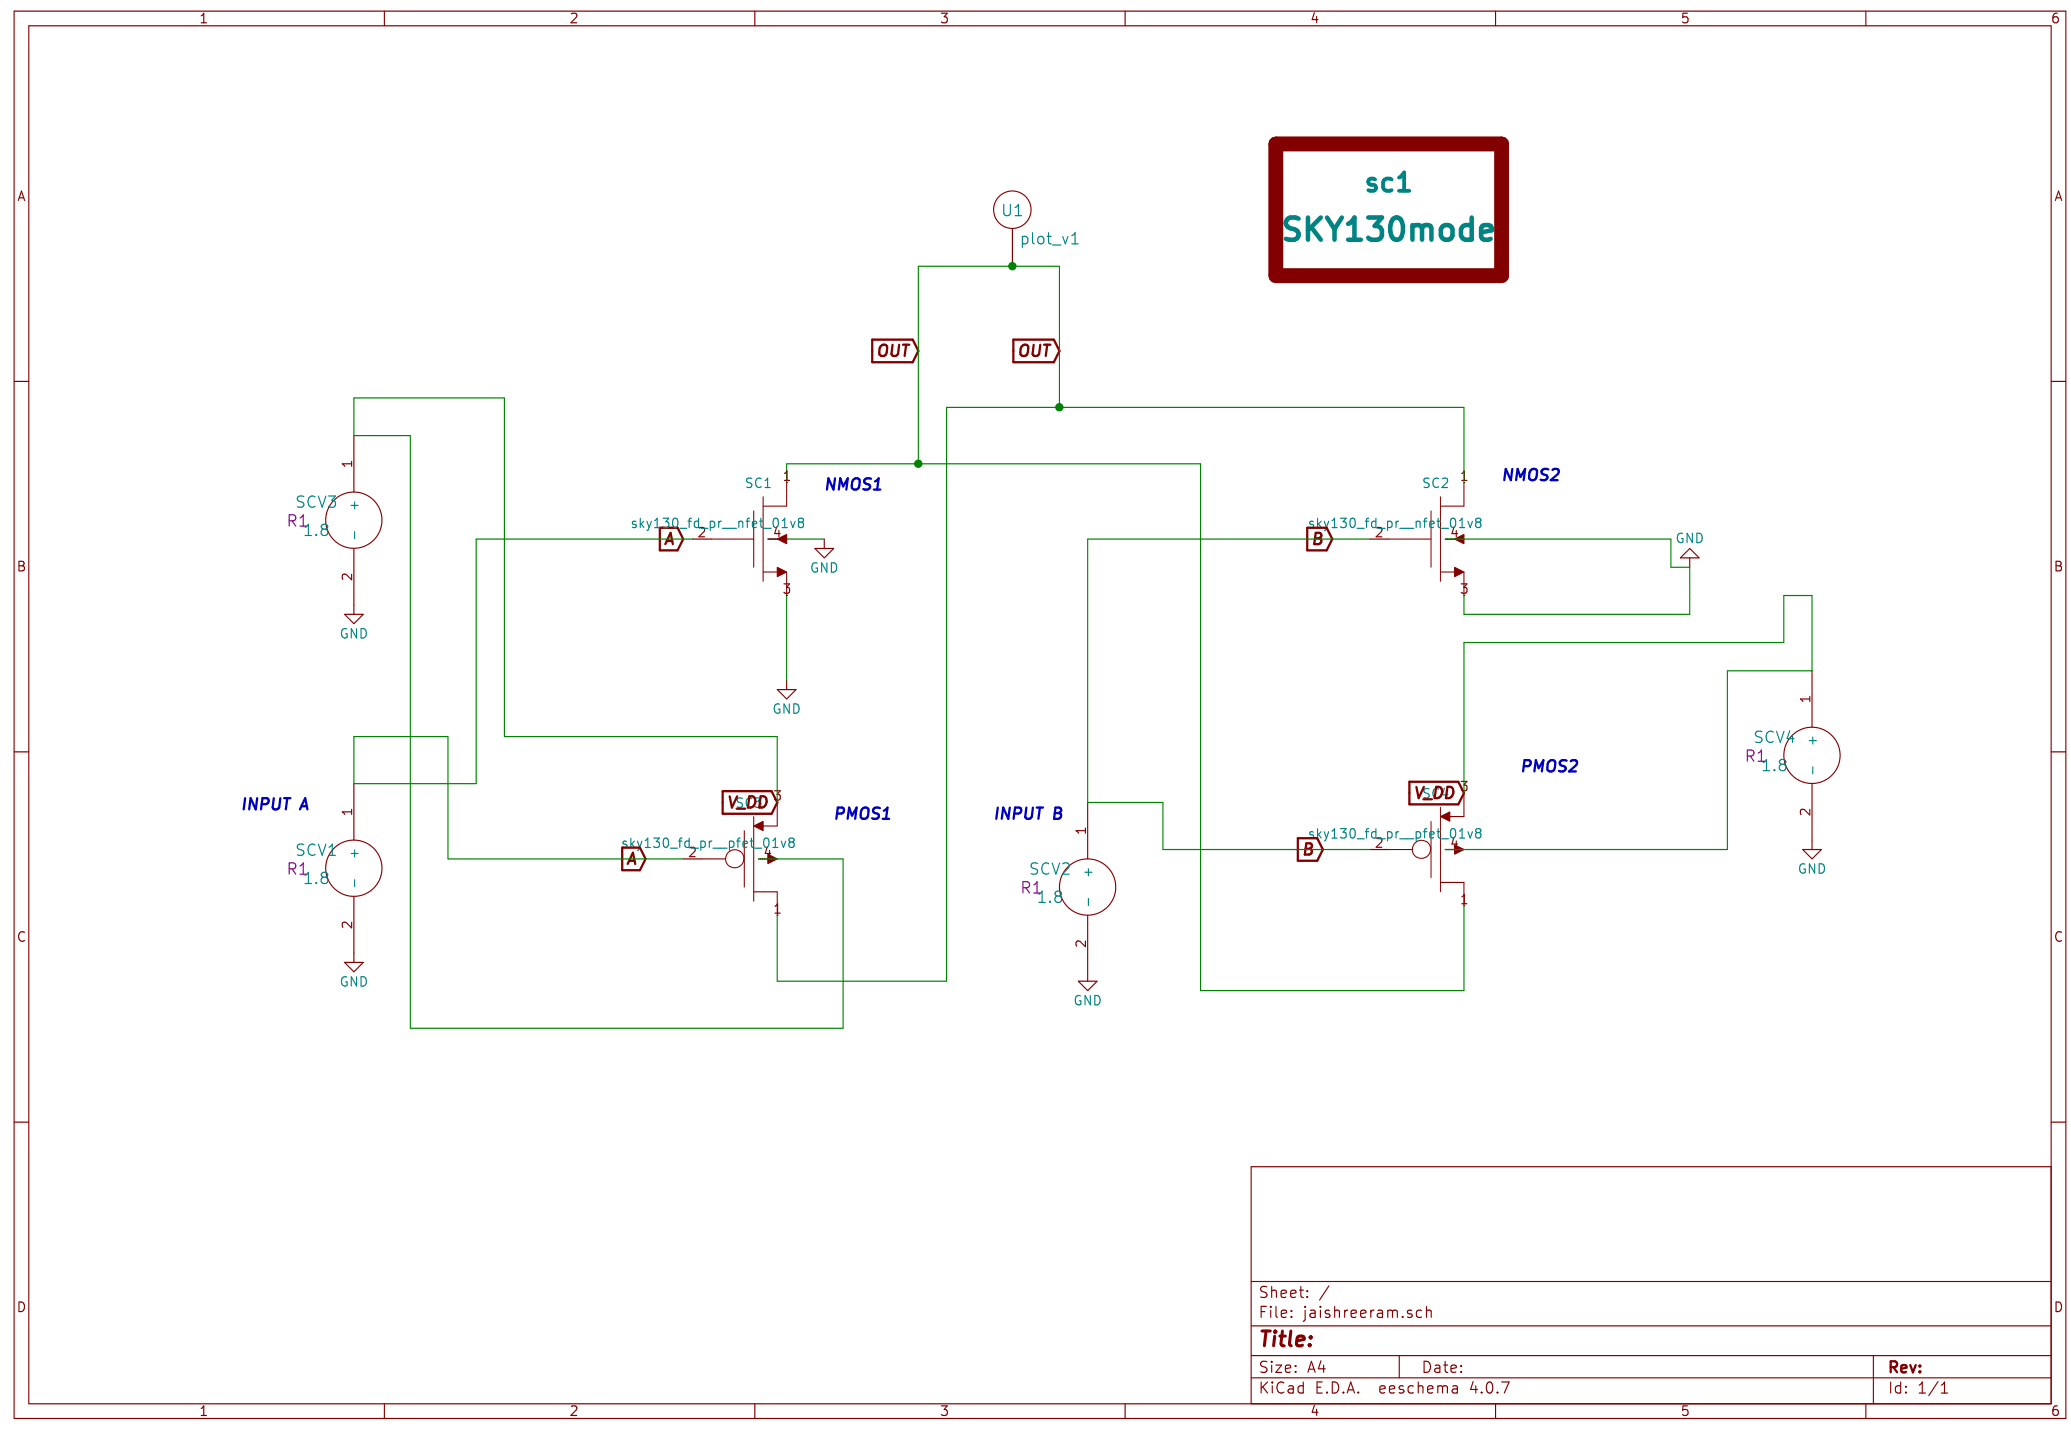 1 2 3 4 5 6
A
A
sc1
SKY130mode
U1
plot_v1
OUT
OUT
B
B
NMOS1
NMOS2
SC1
SC2
1
1
1
SCV3
R1
1.8
+
-
2
GND
sky130_fd_pr__nfet_01v8
A
2
4
3
GND
GND
sky130_fd_pr__nfet_01v8
B
2
4
3
GND
INPUT A
1
SCV1
R1
1.8
+
-
2
GND
V_DD
3
PMOS1
sky130_fd_pr__pfet_01v8
A
2
4
1
INPUT B
1
SCV2
R1
1.8
+
-
2
GND
PMOS2
V_DD
3
sky130_fd_pr__pfet_01v8
B
2
4
1
1
SCV4
R1
1.8
+
-
2
GND
C
C
D
D
Sheet: /
File: jaishreeram.sch
Title:
Size: A4
Date:
Rev:
KiCad E.D.A. eeschema 4.0.7
Id: 1/1
1 2 3 4 5 6